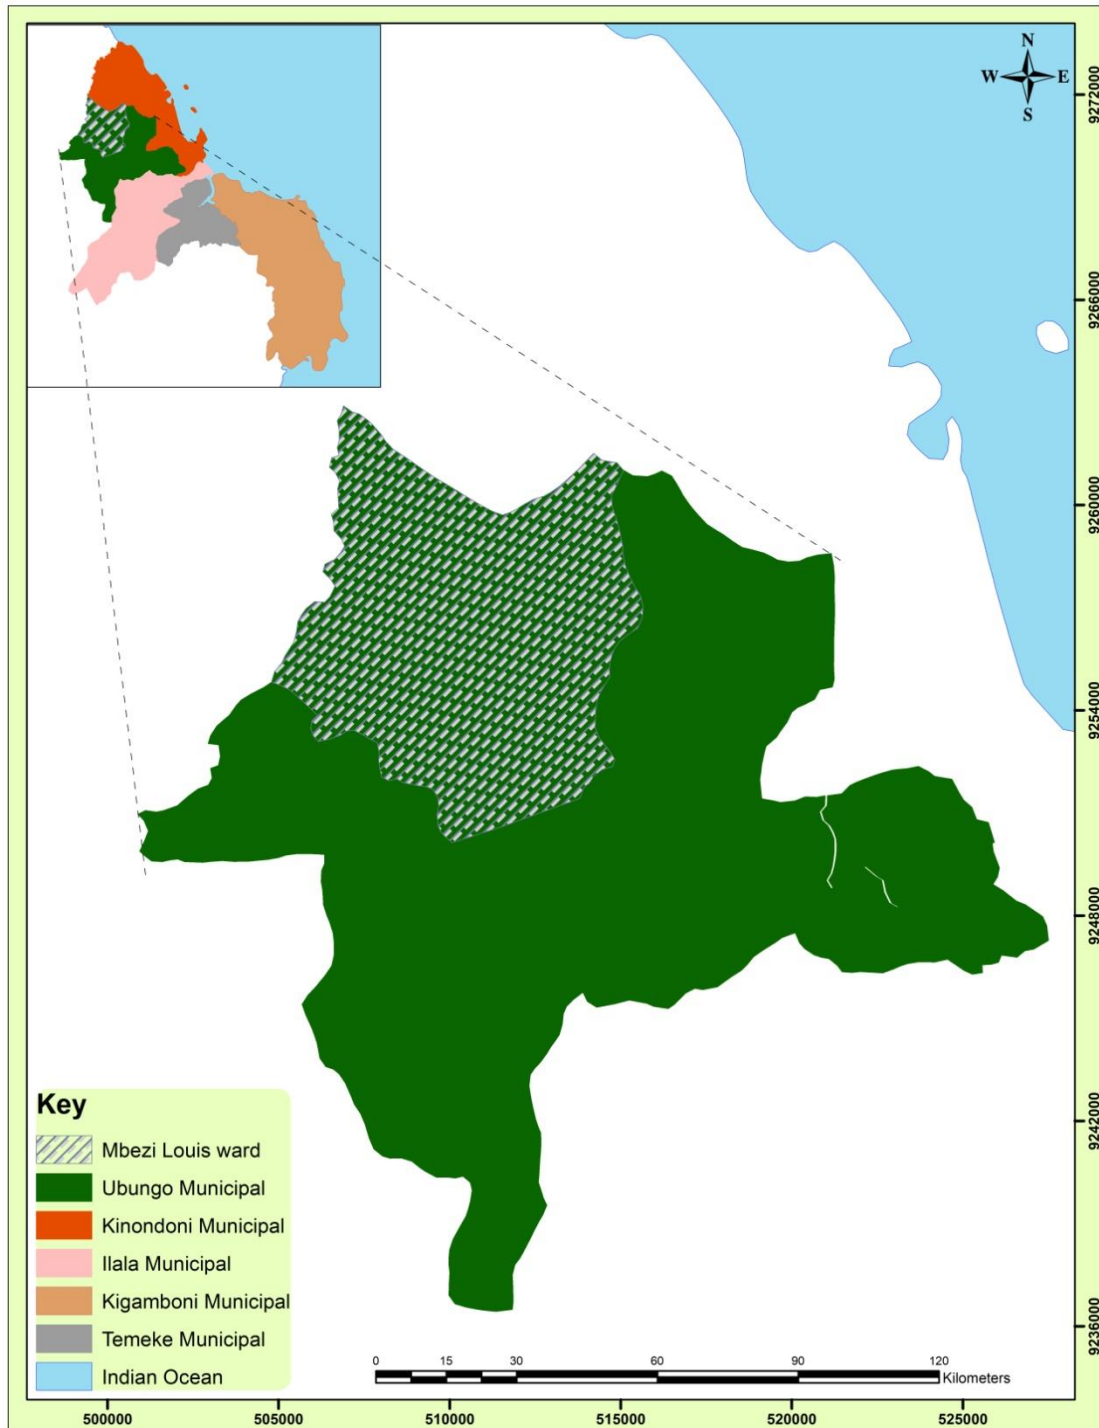 N
W E
S
9272000
9266000
9260000
9254000
9248000
9242000
9236000
Key
Mbezi Louis ward
Ubungo Municipal
Kinondoni Municipal
Ilala Municipal
Kigamboni Municipal
Temeke Municipal
Indian Ocean
0 15 30 60 90 120
Kilometers
500000 505000 510000 515000 520000 525000